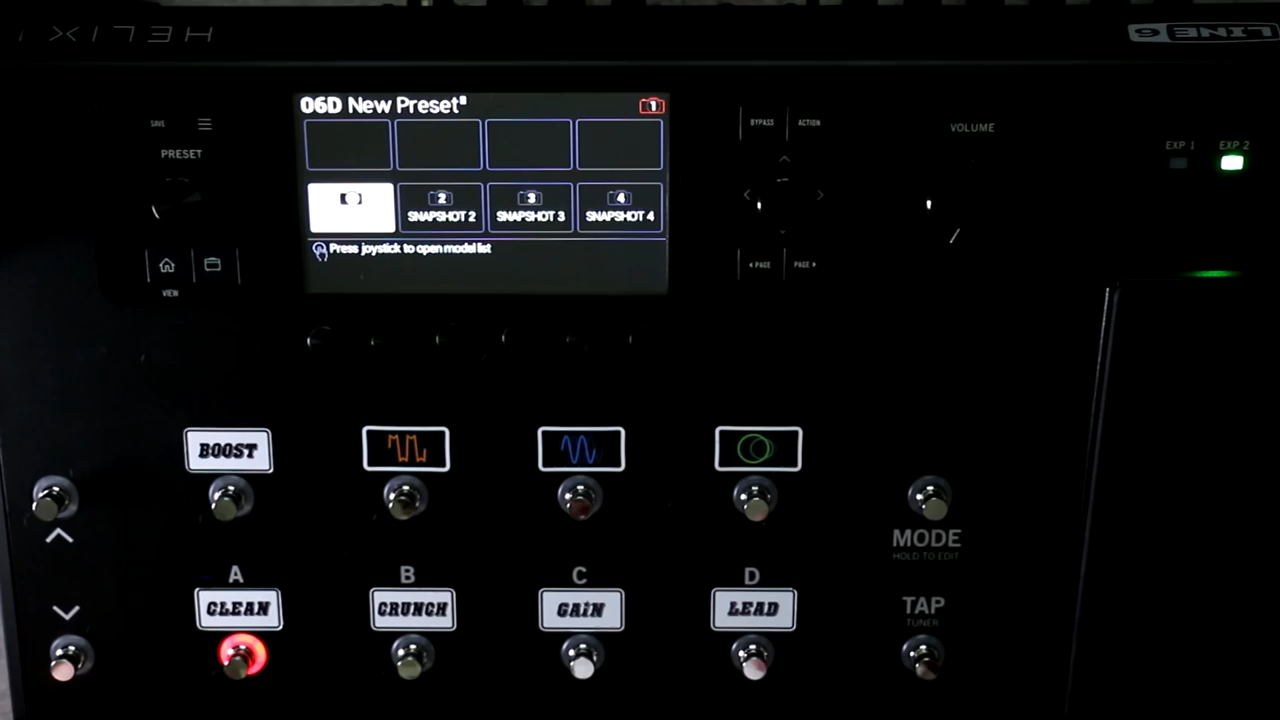 HELIX
LINE 6
06D New Preset
1
SAVE
PRESET
VIEW
2
SNAPSHOT 2
3
SNAPSHOT 3
4
SNAPSHOT 4
Press joystick to open model list
BYPASS
ACTION
PAGE
PAGE
VOLUME
EXP 1
EXP 2
BOOST
MODE
HOLD TO EDIT
A
B
C
D
CLEAN
CRUNCH
GAiN
LEAD
TAP
TUNER